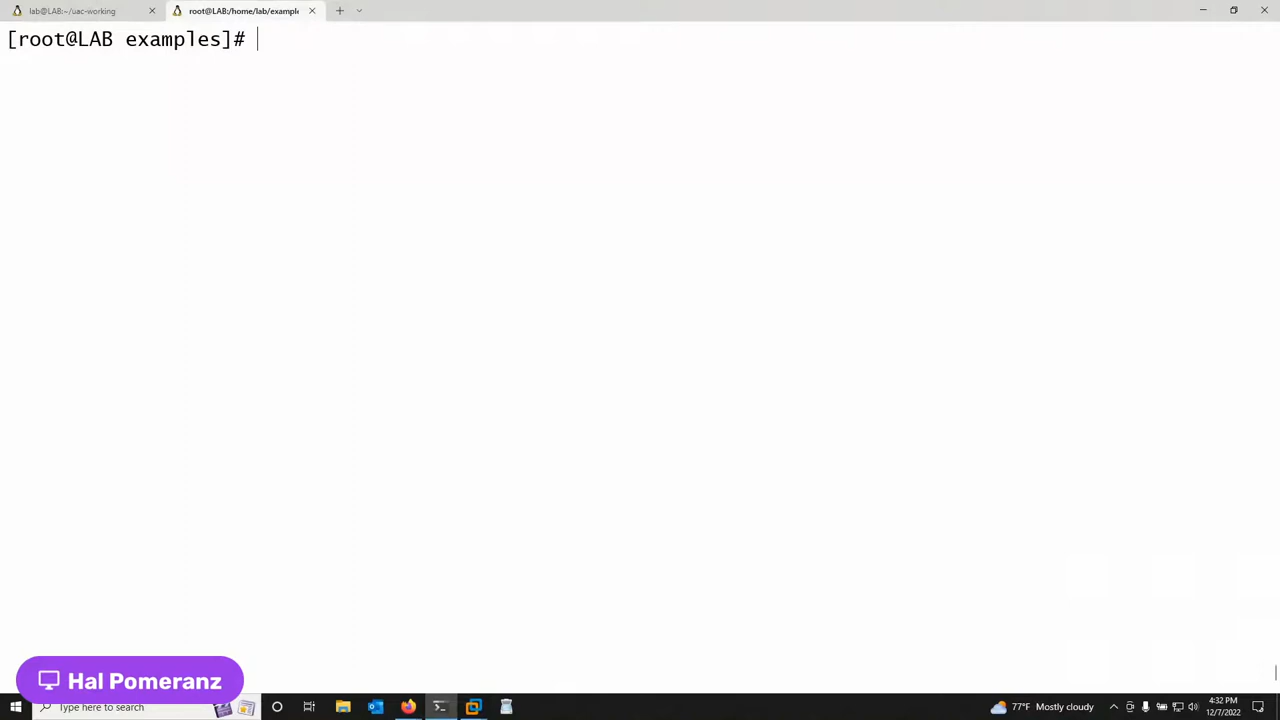 lab@LAB:~/uac-working
root@LAB:/home/lab/example
[root@LAB examples]#
Hal Pomeranz
Type here to search
77°F Mostly cloudy
4:32 PM
12/7/2022